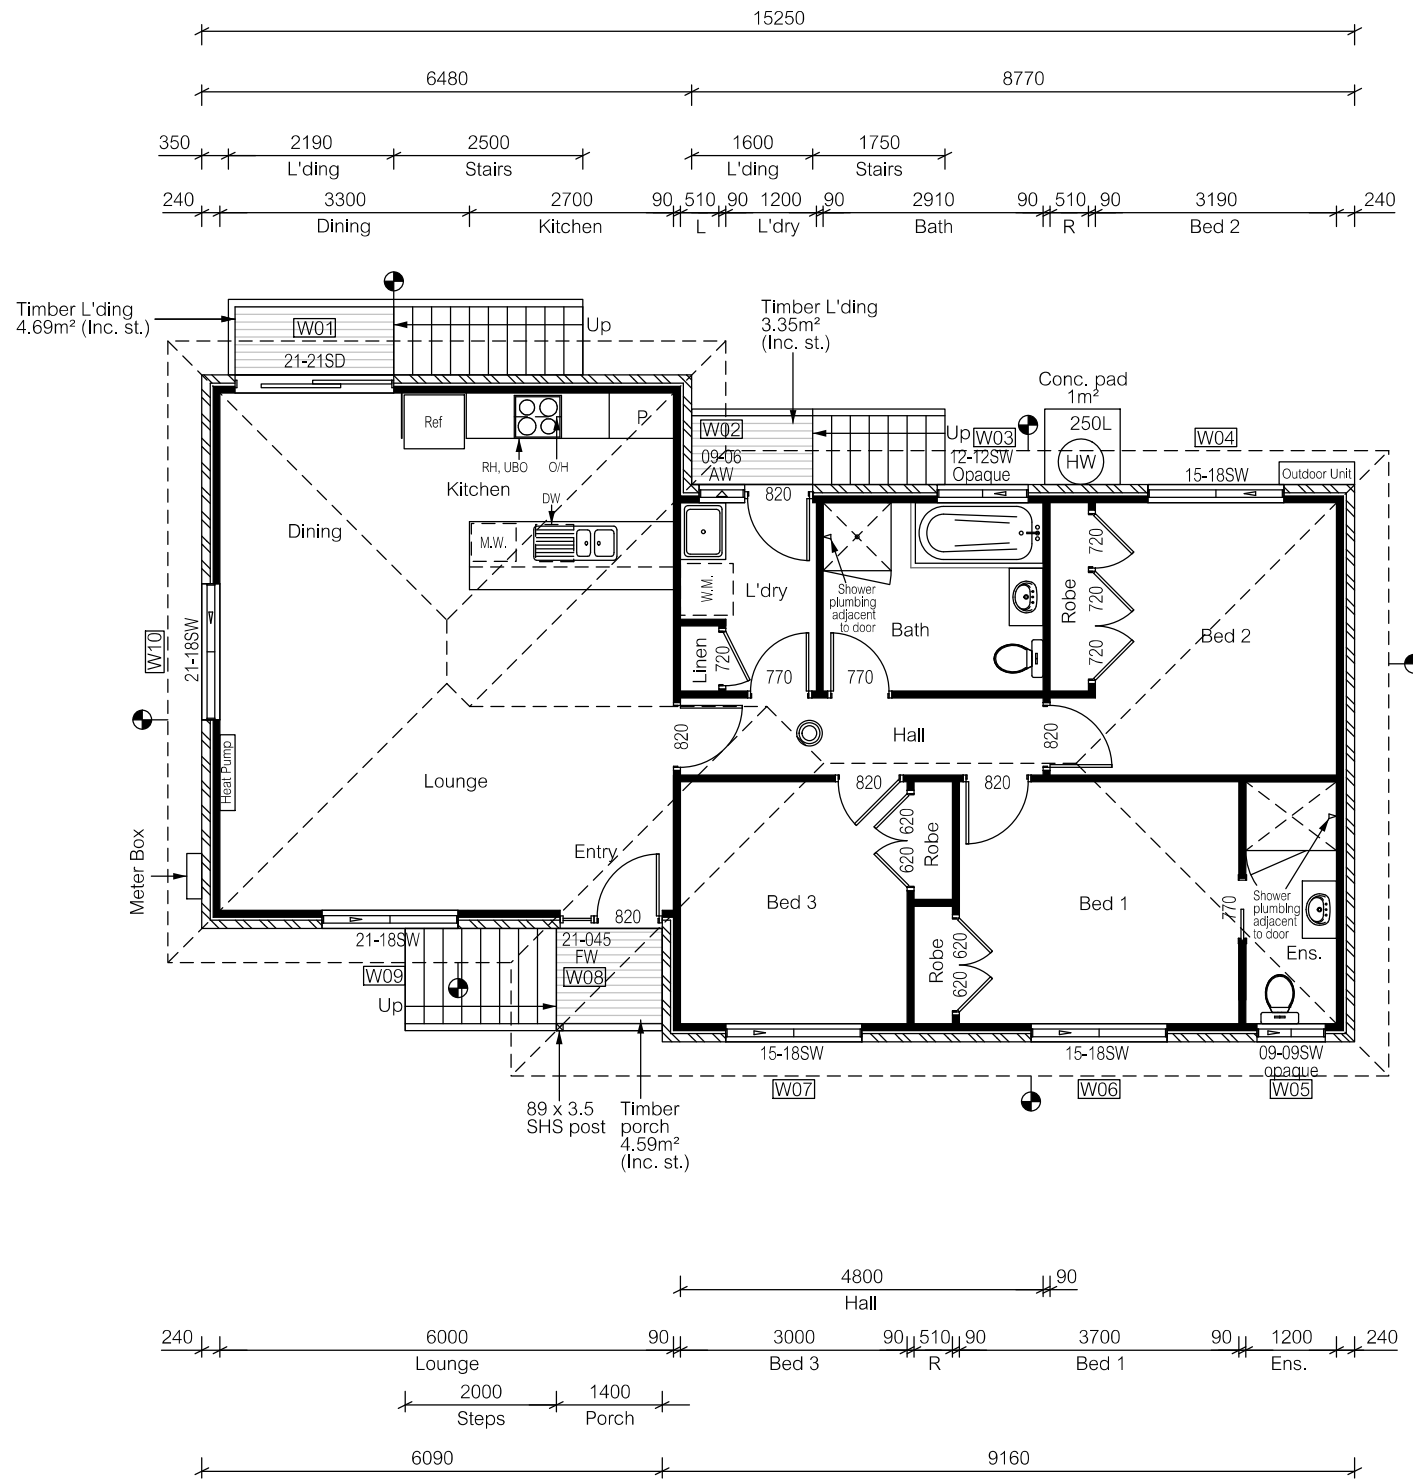 15250
6480 8770
350 2190 2500 1600 1750
L'ding Stairs L'ding Stairs
240 3300 2700 90 510 90 1200 90 2910 90 510 90 3190 240
Dining Kitchen L L'dry Bath R Bed 2
Timber L'ding
4.69m² (Inc. st.)
W01
Up
21-21SD
Timber L'ding
3.35m²
(Inc. st.)
Conc. pad
1m²
250L
HW
W02
09-06
AW
Up
W03
12-12SW
Opaque
W04
15-18SW
Outdoor Unit
820
Ref
P
RH, UBO O/H
Kitchen
DW
M.W.
Dining
W.M.
L'dry
Linen
720
770
Shower
plumbing
adjacent
to door
Bath
770
Robe
720
720
720
Bed 2
W10
21-18SW
820
Hall
820
Heat Pump
Lounge
820
820
Meter Box
Entry
820
Bed 3
620
620
Robe
Robe
620
620
Bed 1
770
Shower
plumbing
adjacent
to door
Ens.
21-18SW
W09
21-045
FW
W08
Up
15-18SW
W07
15-18SW
W06
09-09SW
opaque
W05
89 x 3.5
SHS post
Timber
porch
4.59m²
(Inc. st.)
4800 90
Hall
240 6000 90 3000 90 510 90 3700 90 1200 240
Lounge Bed 3 R Bed 1 Ens.
2000 1400
Steps Porch
6090 9160